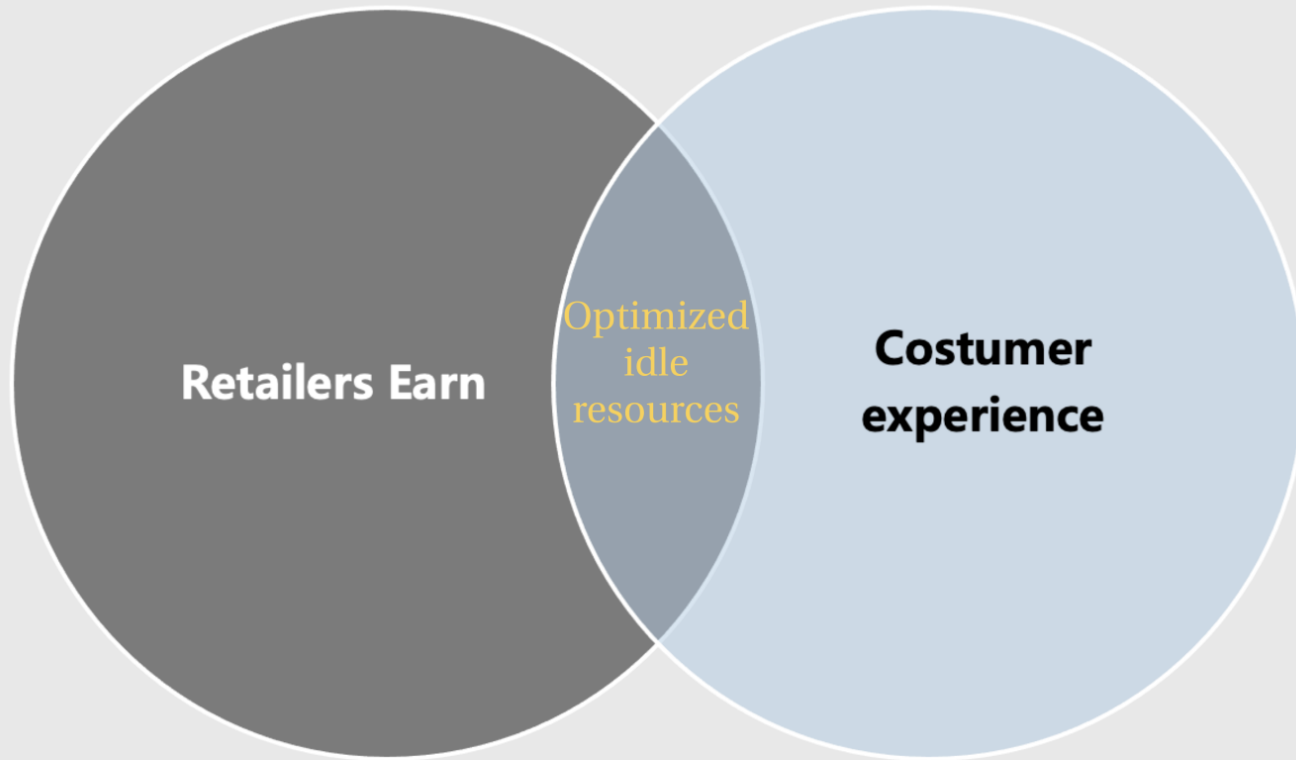 Retailers Earn
Optimized
idle
resources
Costumer
experience